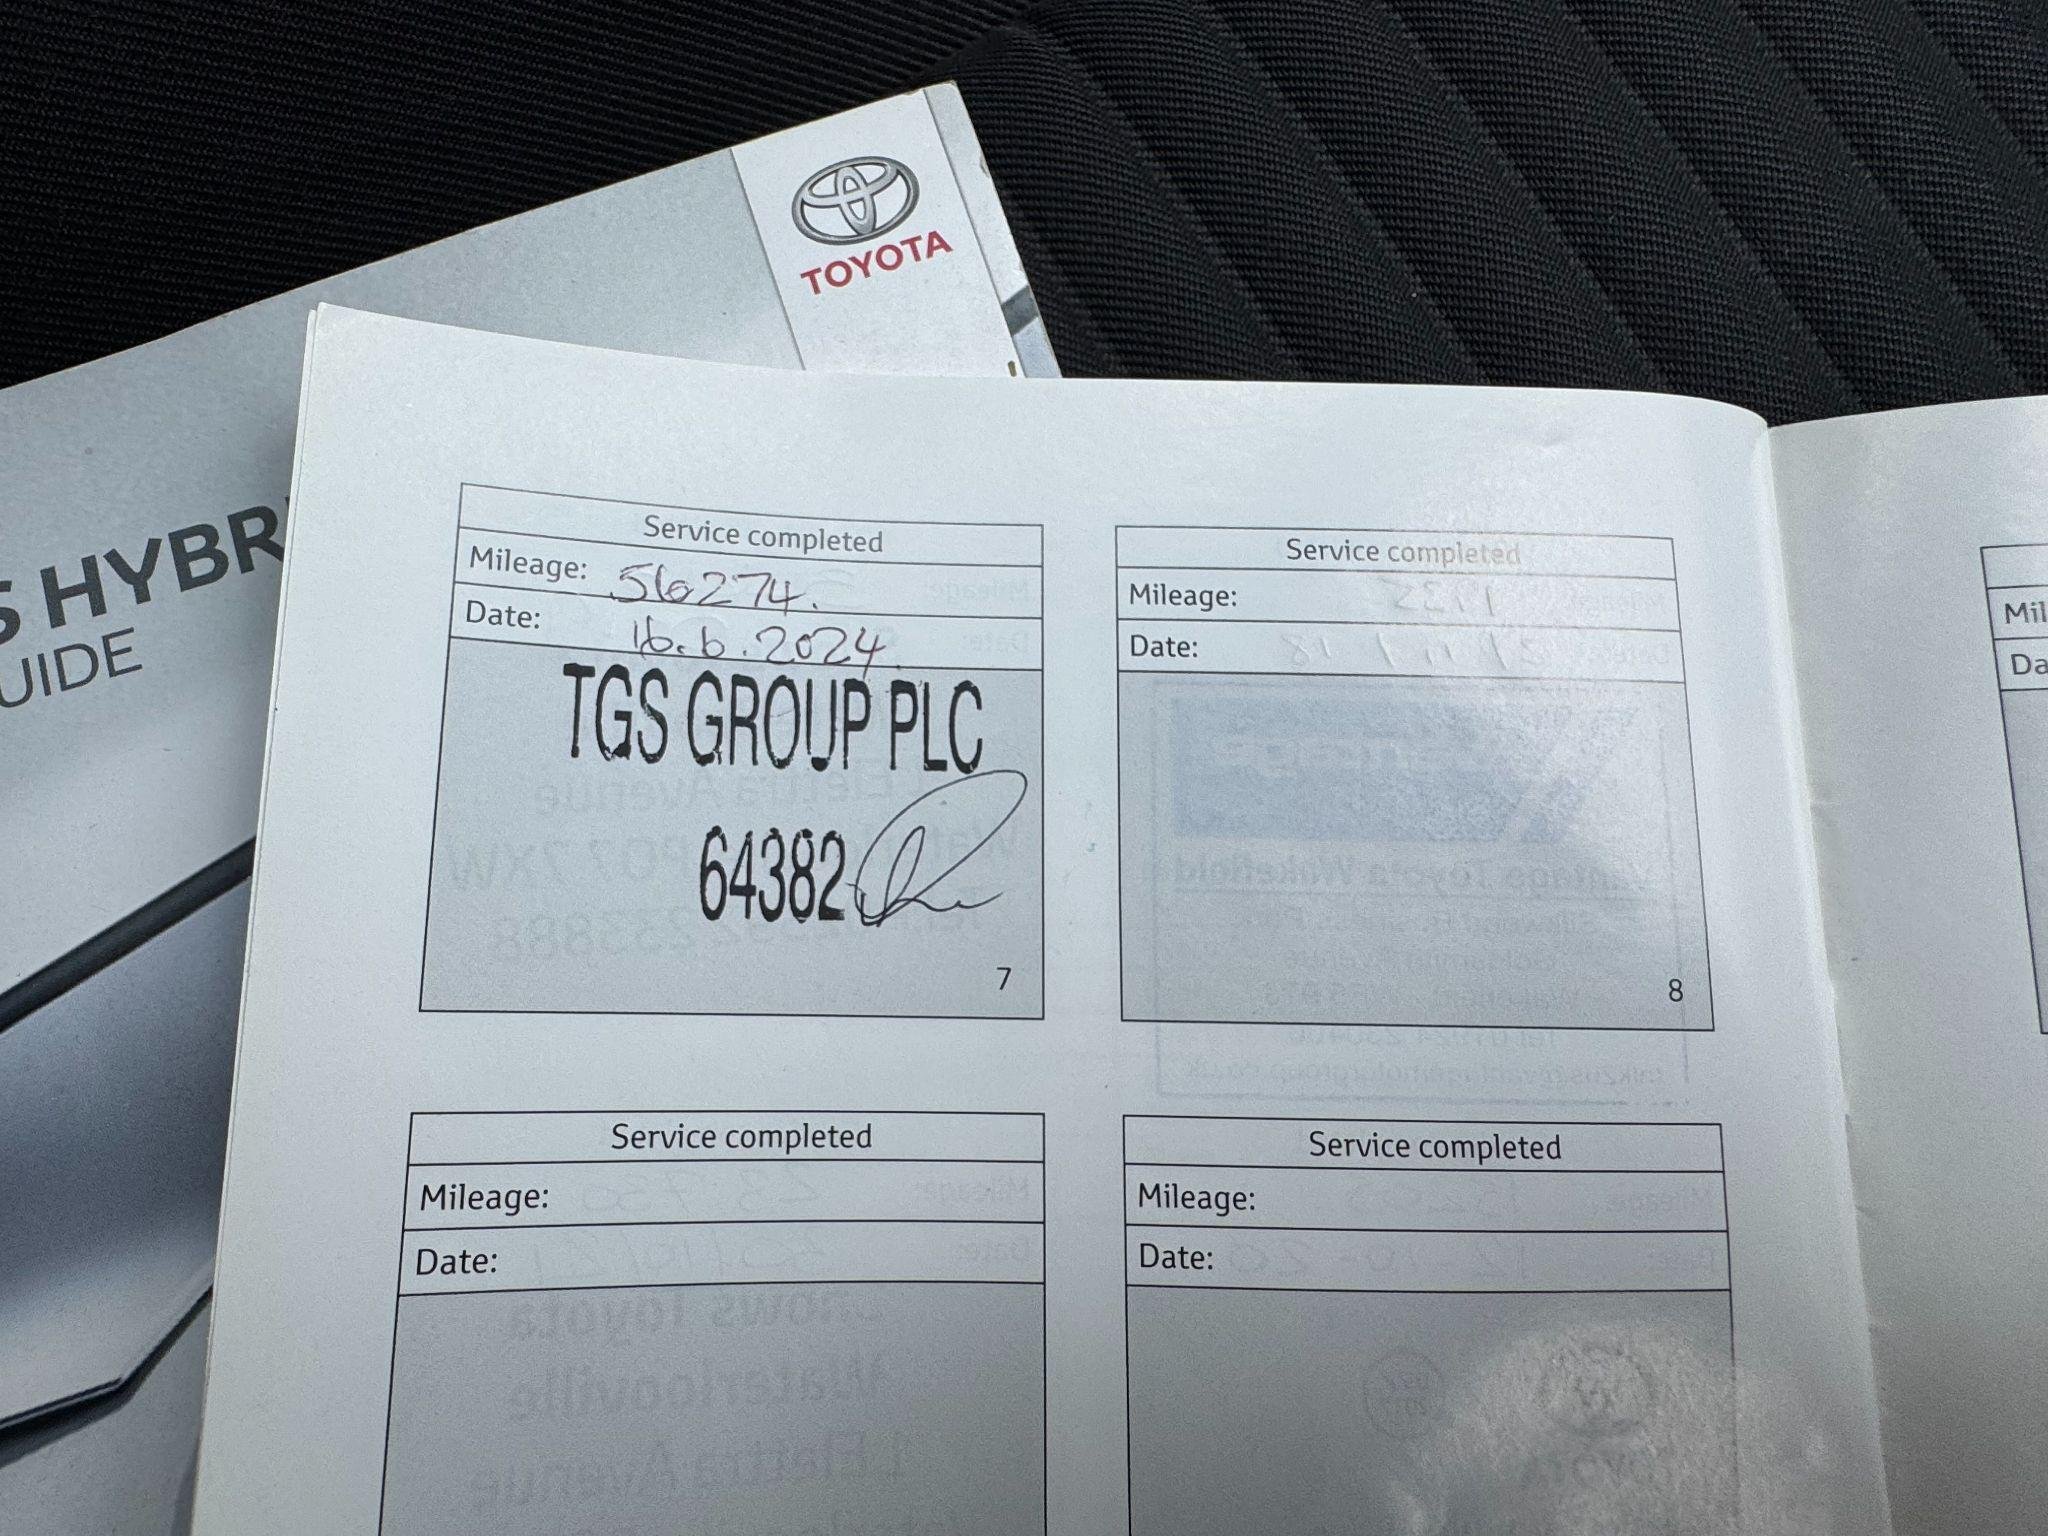 TOYOTA
S HYBR
UIDE
Service completed
Mileage: 56274.
Date: 16.6.2024.
TGS GROUP PLC
64382
7
Service completed
Mileage:
Date:
8
Service completed
Mileage:
Date:
Service completed
Mileage:
Date:
Mil
Da